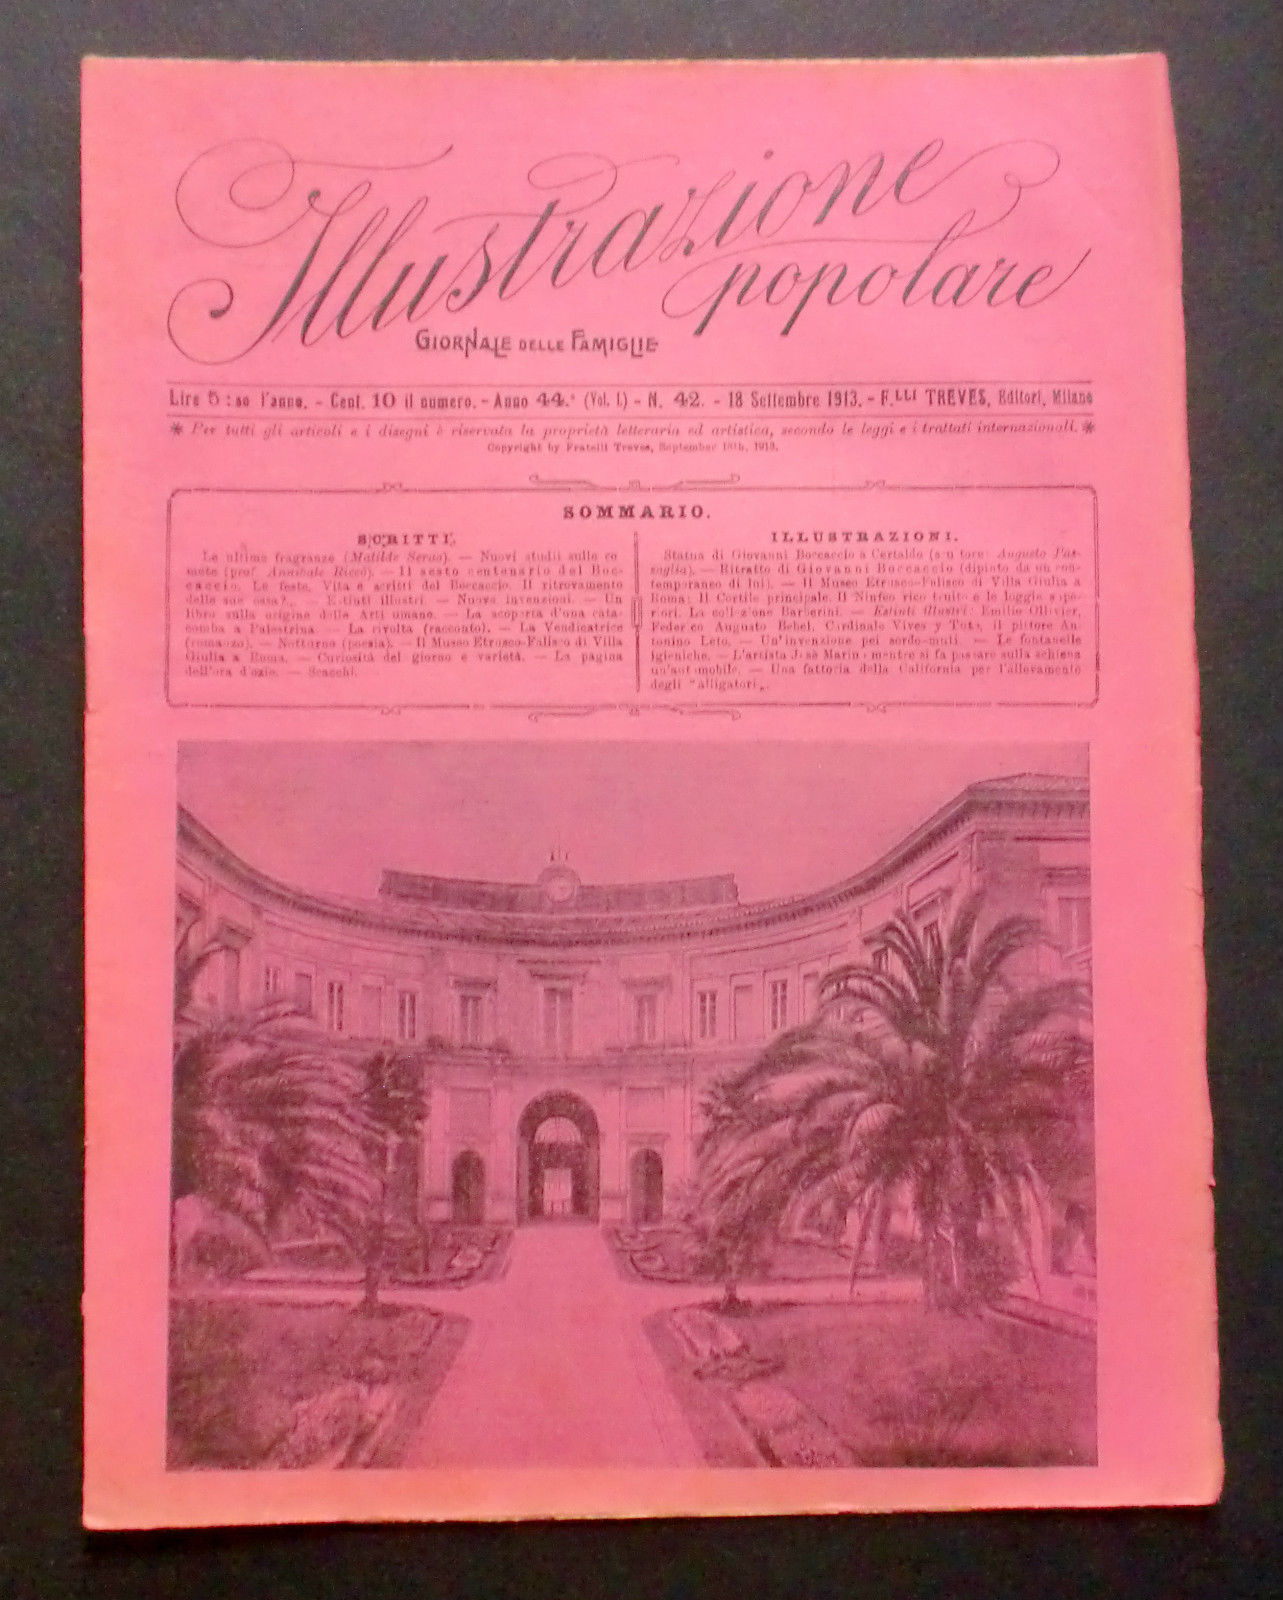 Illustrazione
popolare
GIORNALE DELLE FAMIGLIE
Lire 5:50 l'anno. - Cent. 10 il numero. - Anno 44.° (Vol. L) - N. 42. - 18 Settembre 1913. - F.LLI TREVES, Editori, Milano
* Per tutti gli articoli e i disegni è riservata la proprietà letteraria ed artistica, secondo le leggi e i trattati internazionali. *
Copyright by Fratelli Treves, September 18th, 1913.
SOMMARIO.
SCRITTI.
Le ultime fragranze (Matilde Serao). — Nuovi studii sulle co-
mete (prof. Annibale Riccò). — Il sesto centenario del Boc-
caccio. Le feste. Vita e scritti del Boccaccio. Il ritrovamento
delle sue ossa?... — Estinti illustri. — Nuove invenzioni. — Un
libro sulla origine delle Arti umane. — La scoperta d'una cata-
comba a Palestrina. — La rivolta (racconto). — La Vendicatrice
(romanzo). — Notturno (poesia). — Il Museo Etrusco-Falisco di Villa
Giulia a Roma. — Curiosità del giorno e varietà. — La pagina
dell'ora d'ozio. — Scacchi.
ILLUSTRAZIONI.
Statua di Giovanni Boccaccio a Certaldo (scultore: Augusto Pas-
saglia). — Ritratto di Giovanni Boccaccio (dipinto da un con-
temporaneo di lui). — Il Museo Etrusco-Falisco di Villa Giulia a
Roma: Il Cortile principale. Il Ninfeo ricostruito e le loggie supe-
riori. La collezione Barberini. — Estinti illustri: Emilio Ollivier,
Federico Augusto Bebel, Cardinale Vives y Tuto, il pittore An-
tonino Leto. — Un'invenzione pei sordo-muti. — Le fontanelle
igieniche. — L'artista José Marin mentre si fa passare sulla schiena
un'automobile. — Una fattoria della California per l'allevamento
degli "alligatori„.